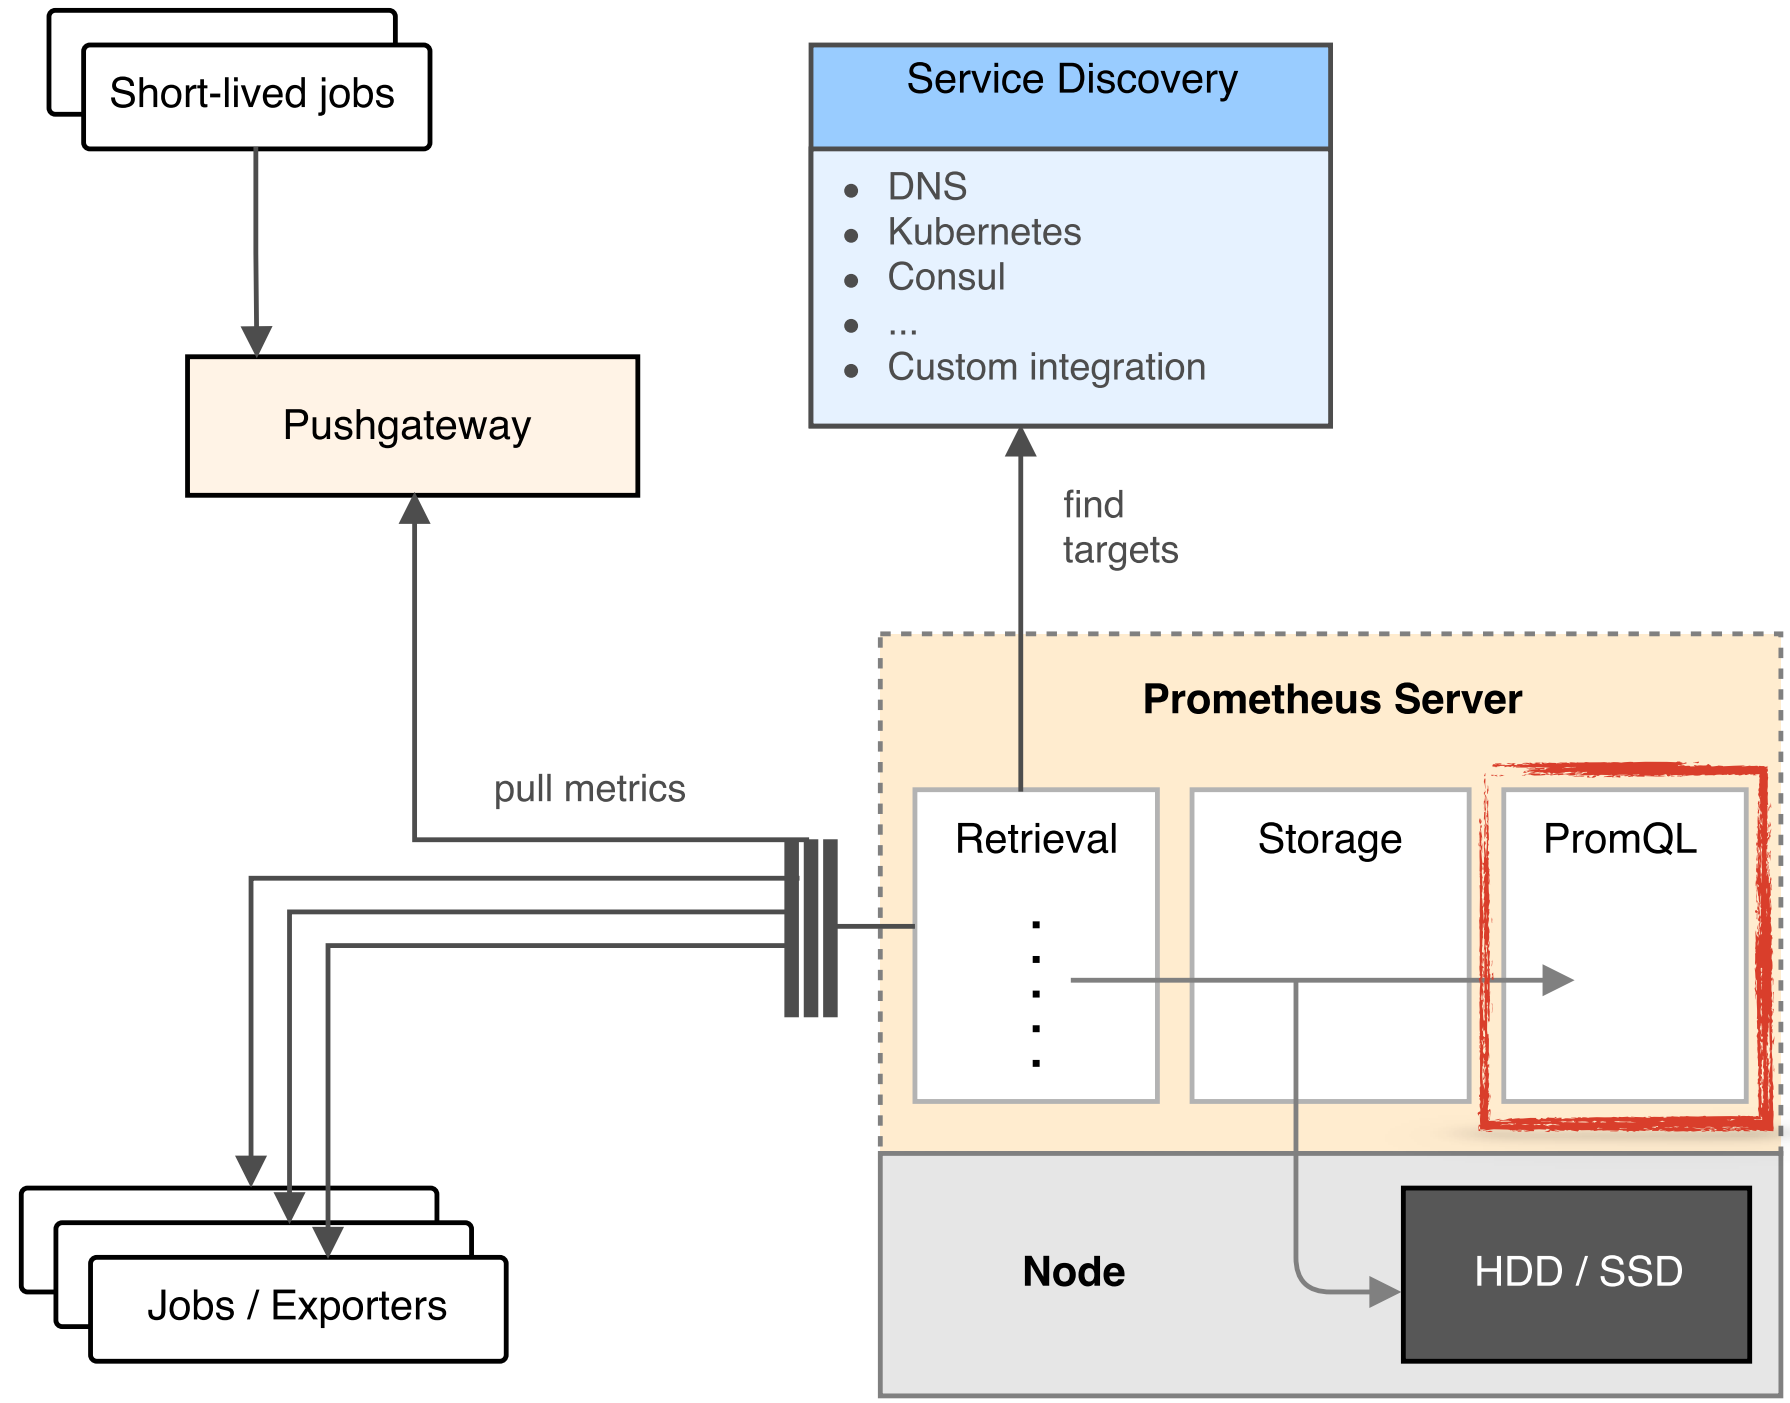 Short-lived jobs
Service Discovery
DNS
Kubernetes
Consul
...
Custom integration
Pushgateway
find
targets
Prometheus Server
pull metrics
Retrieval
Storage
PromQL
Node
HDD / SSD
Jobs / Exporters